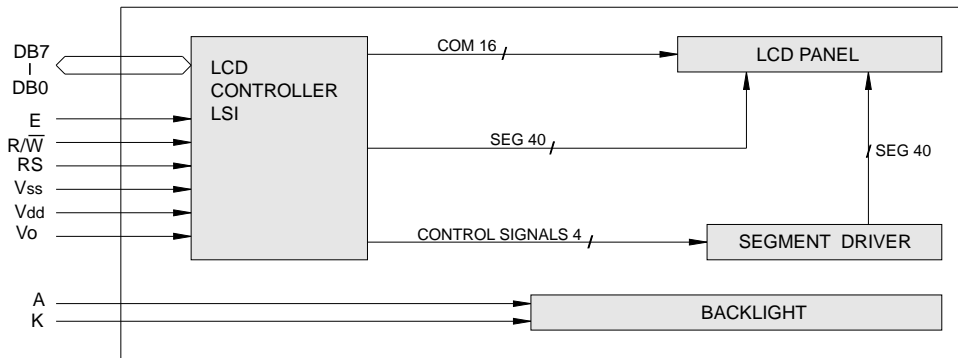 DB7
DB0
E
R/W̅
RS
Vss
Vdd
Vo
A
K
LCD
CONTROLLER
LSI
COM 16
SEG 40
CONTROL SIGNALS 4
LCD PANEL
SEG 40
SEGMENT DRIVER
BACKLIGHT